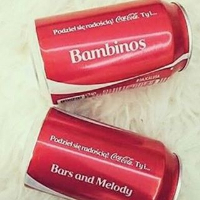 Podziel się radością! Coca-Cola Ty i...
Bambinos
Podziel się radością! Coca-Cola Ty i...
Bars and Melody